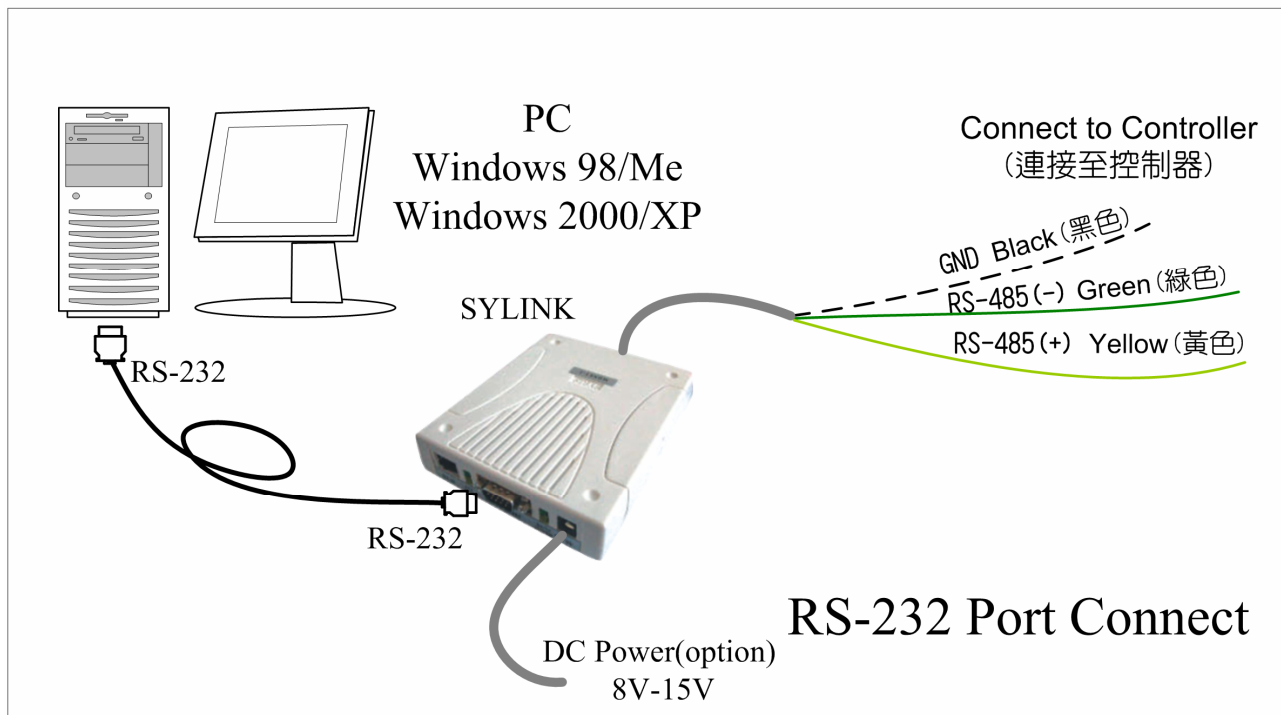 PC
Windows 98/Me
Windows 2000/XP
Connect to Controller
(連接至控制器)
GND Black(黑色)
RS-485(-) Green(綠色)
RS-485(+) Yellow(黃色)
SYLINK
RS-232
RS-232
RS-232 Port Connect
DC Power(option)
8V-15V